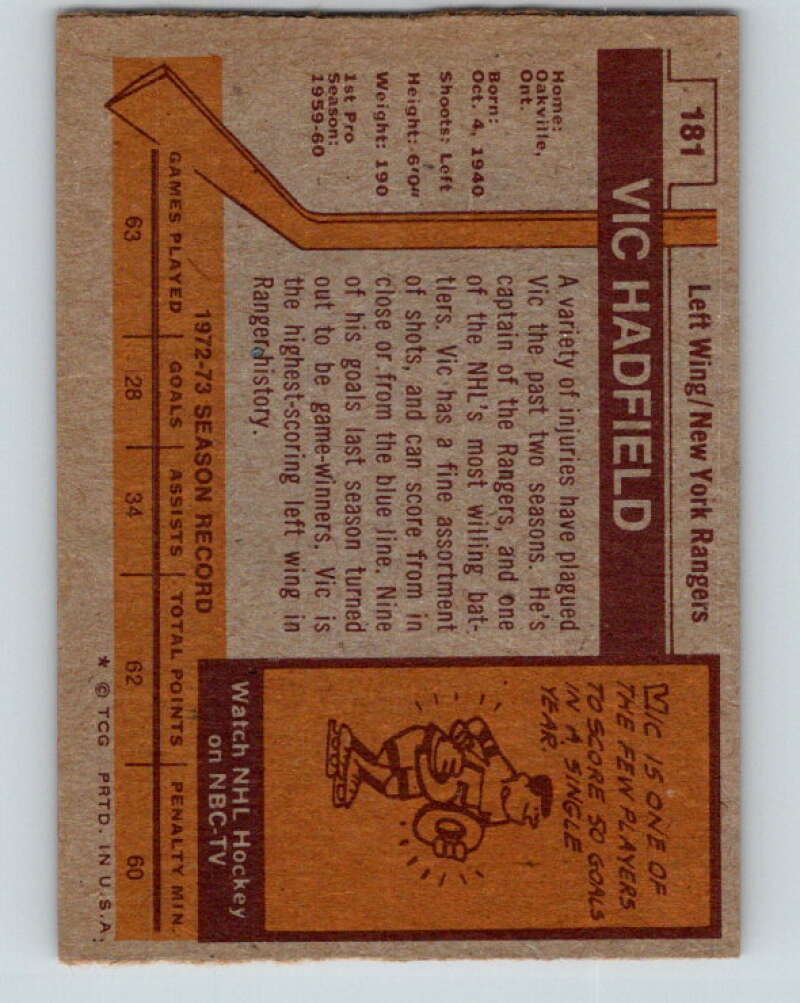 181
Left Wing/New York Rangers
VIC HADFIELD
Home:
Oakville,
Ont.
Born:
Oct. 4, 1940
Shoots: Left
Height: 6'0"
Weight: 190
1st Pro
Season:
1959-60
A variety of injuries have plagued
Vic the past two seasons. He's
captain of the Rangers, and one
of the NHL's most willing bat-
tlers. Vic has a fine assortment
of shots, and can score from in
close or from the blue line. Nine
of his goals last season turned
out to be game-winners. Vic is
the highest-scoring left wing in
Ranger history.
VIC IS ONE OF
THE FEW PLAYERS
TO SCORE 50 GOALS
IN A SINGLE
YEAR.
50
Watch NHL Hockey
on NBC-TV
1972-73 SEASON RECORD
GAMES PLAYED GOALS ASSISTS TOTAL POINTS PENALTY MIN.
63 28 34 62 60
* © TCG PRTD. IN U.S.A.